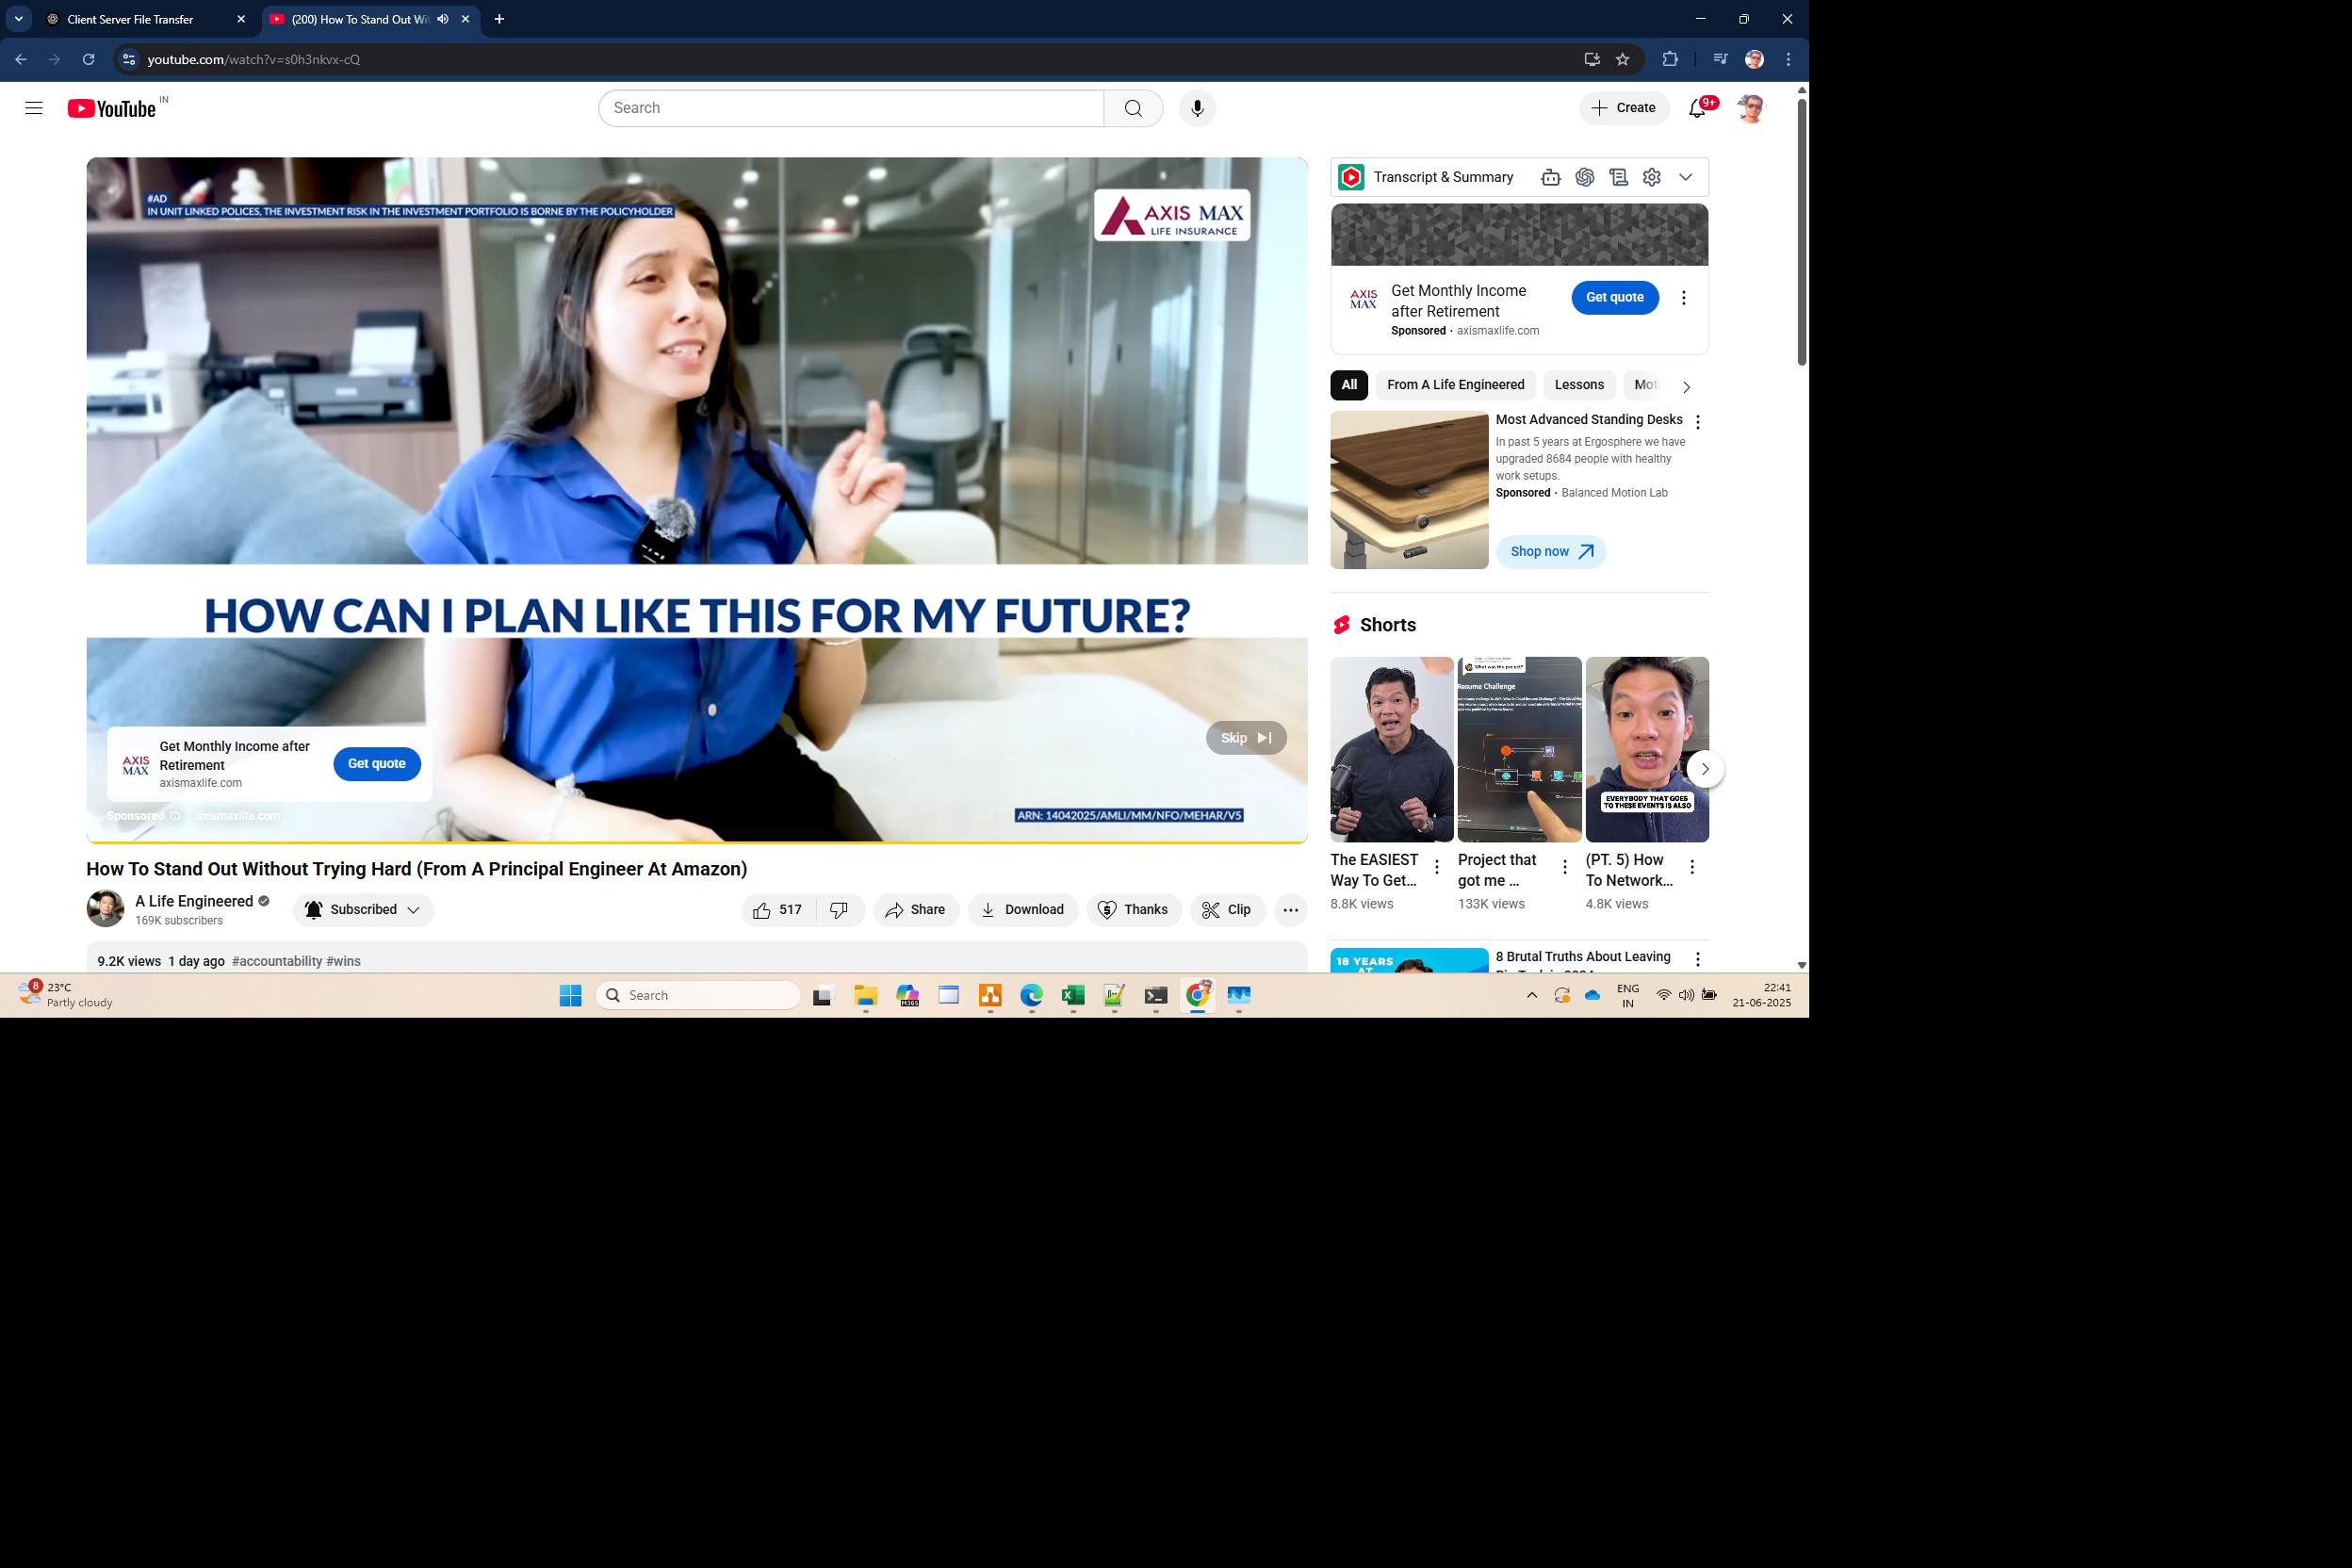 Client Server File Transfer
(200) How To Stand Out Wi
youtube.com/watch?v=s0h3nkvx-cQ
YouTube IN
Search
Create
9+
#AD
IN UNIT LINKED POLICES, THE INVESTMENT RISK IN THE INVESTMENT PORTFOLIO IS BORNE BY THE POLICYHOLDER
AXIS MAX
LIFE INSURANCE
HOW CAN I PLAN LIKE THIS FOR MY FUTURE?
AXIS
MAX
Get Monthly Income after
Retirement
axismaxlife.com
Get quote
Skip
Sponsored axismaxlife.com
ARN: 14042025/AMLI/MM/NFO/MEHAR/V5
How To Stand Out Without Trying Hard (From A Principal Engineer At Amazon)
A Life Engineered
169K subscribers
Subscribed
517
Share
Download
Thanks
Clip
9.2K views 1 day ago #accountability #wins
Transcript & Summary
AXIS
MAX
Get Monthly Income
after Retirement
Sponsored · axismaxlife.com
Get quote
All
From A Life Engineered
Lessons
Mot
Most Advanced Standing Desks
In past 5 years at Ergosphere we have
upgraded 8684 people with healthy
work setups.
Sponsored · Balanced Motion Lab
Shop now
Shorts
What was the project?
Resume Challenge
EVERYBODY THAT GOES
TO THESE EVENTS IS ALSO
The EASIEST
Way To Get...
8.8K views
Project that
got me ...
133K views
(PT. 5) How
To Network...
4.8K views
18 YEARS
AT
8 Brutal Truths About Leaving
8
23°C
Partly cloudy
Search
M365
ENG
IN
22:41
21-06-2025